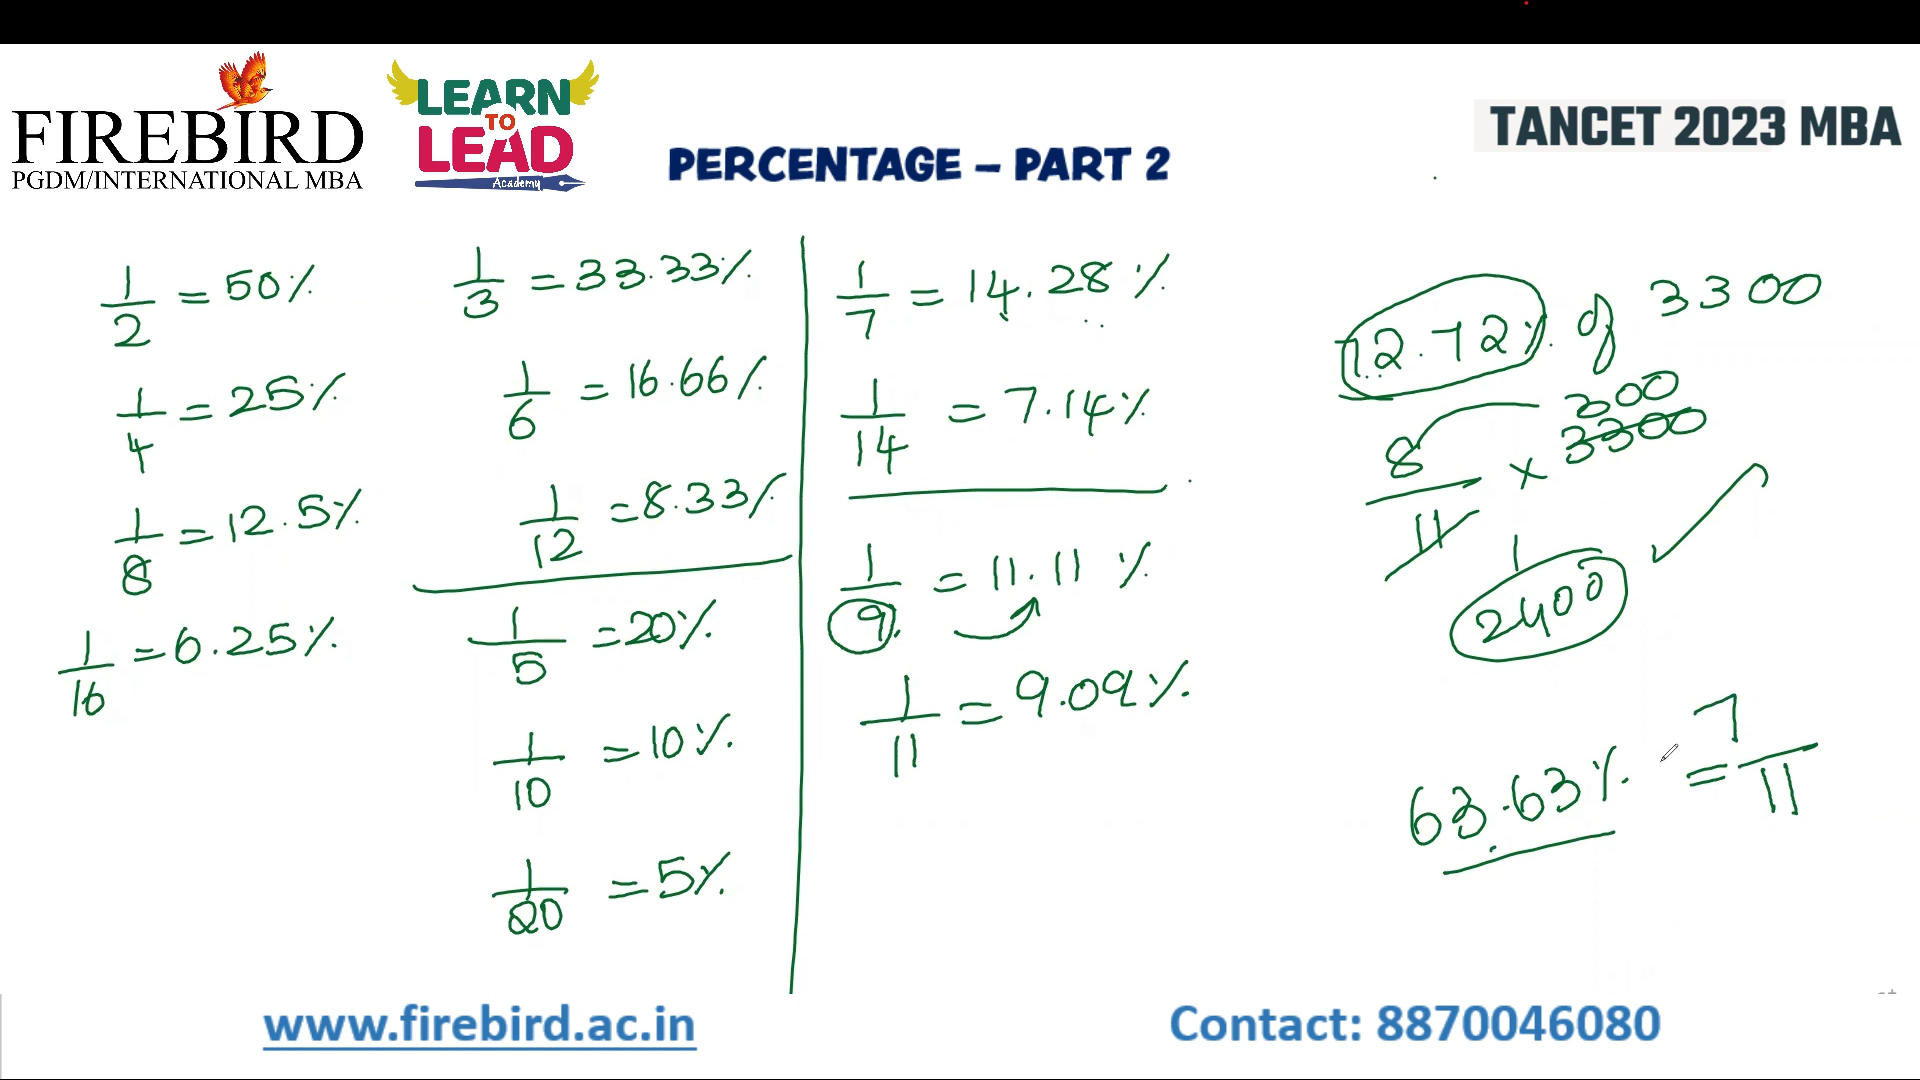 FIREBIRD
PGDM/INTERNATIONAL MBA
LEARN
TO
LEAD
Academy
PERCENTAGE – PART 2
TANCET 2023 MBA
1/2 = 50%
1/4 = 25%
1/8 = 12.5%
1/16 = 6.25%
1/3 = 33.33%
1/6 = 16.66%
1/12 = 8.33%
1/5 = 20%
1/10 = 10%
1/20 = 5%
1/7 = 14.28%
1/14 = 7.14%
1/9 = 11.11%
1/11 = 9.09%
72.72% of 3300
300
8/11 × 3300
1
2400
63.63% = 7/11
www.firebird.ac.in
Contact: 8870046080